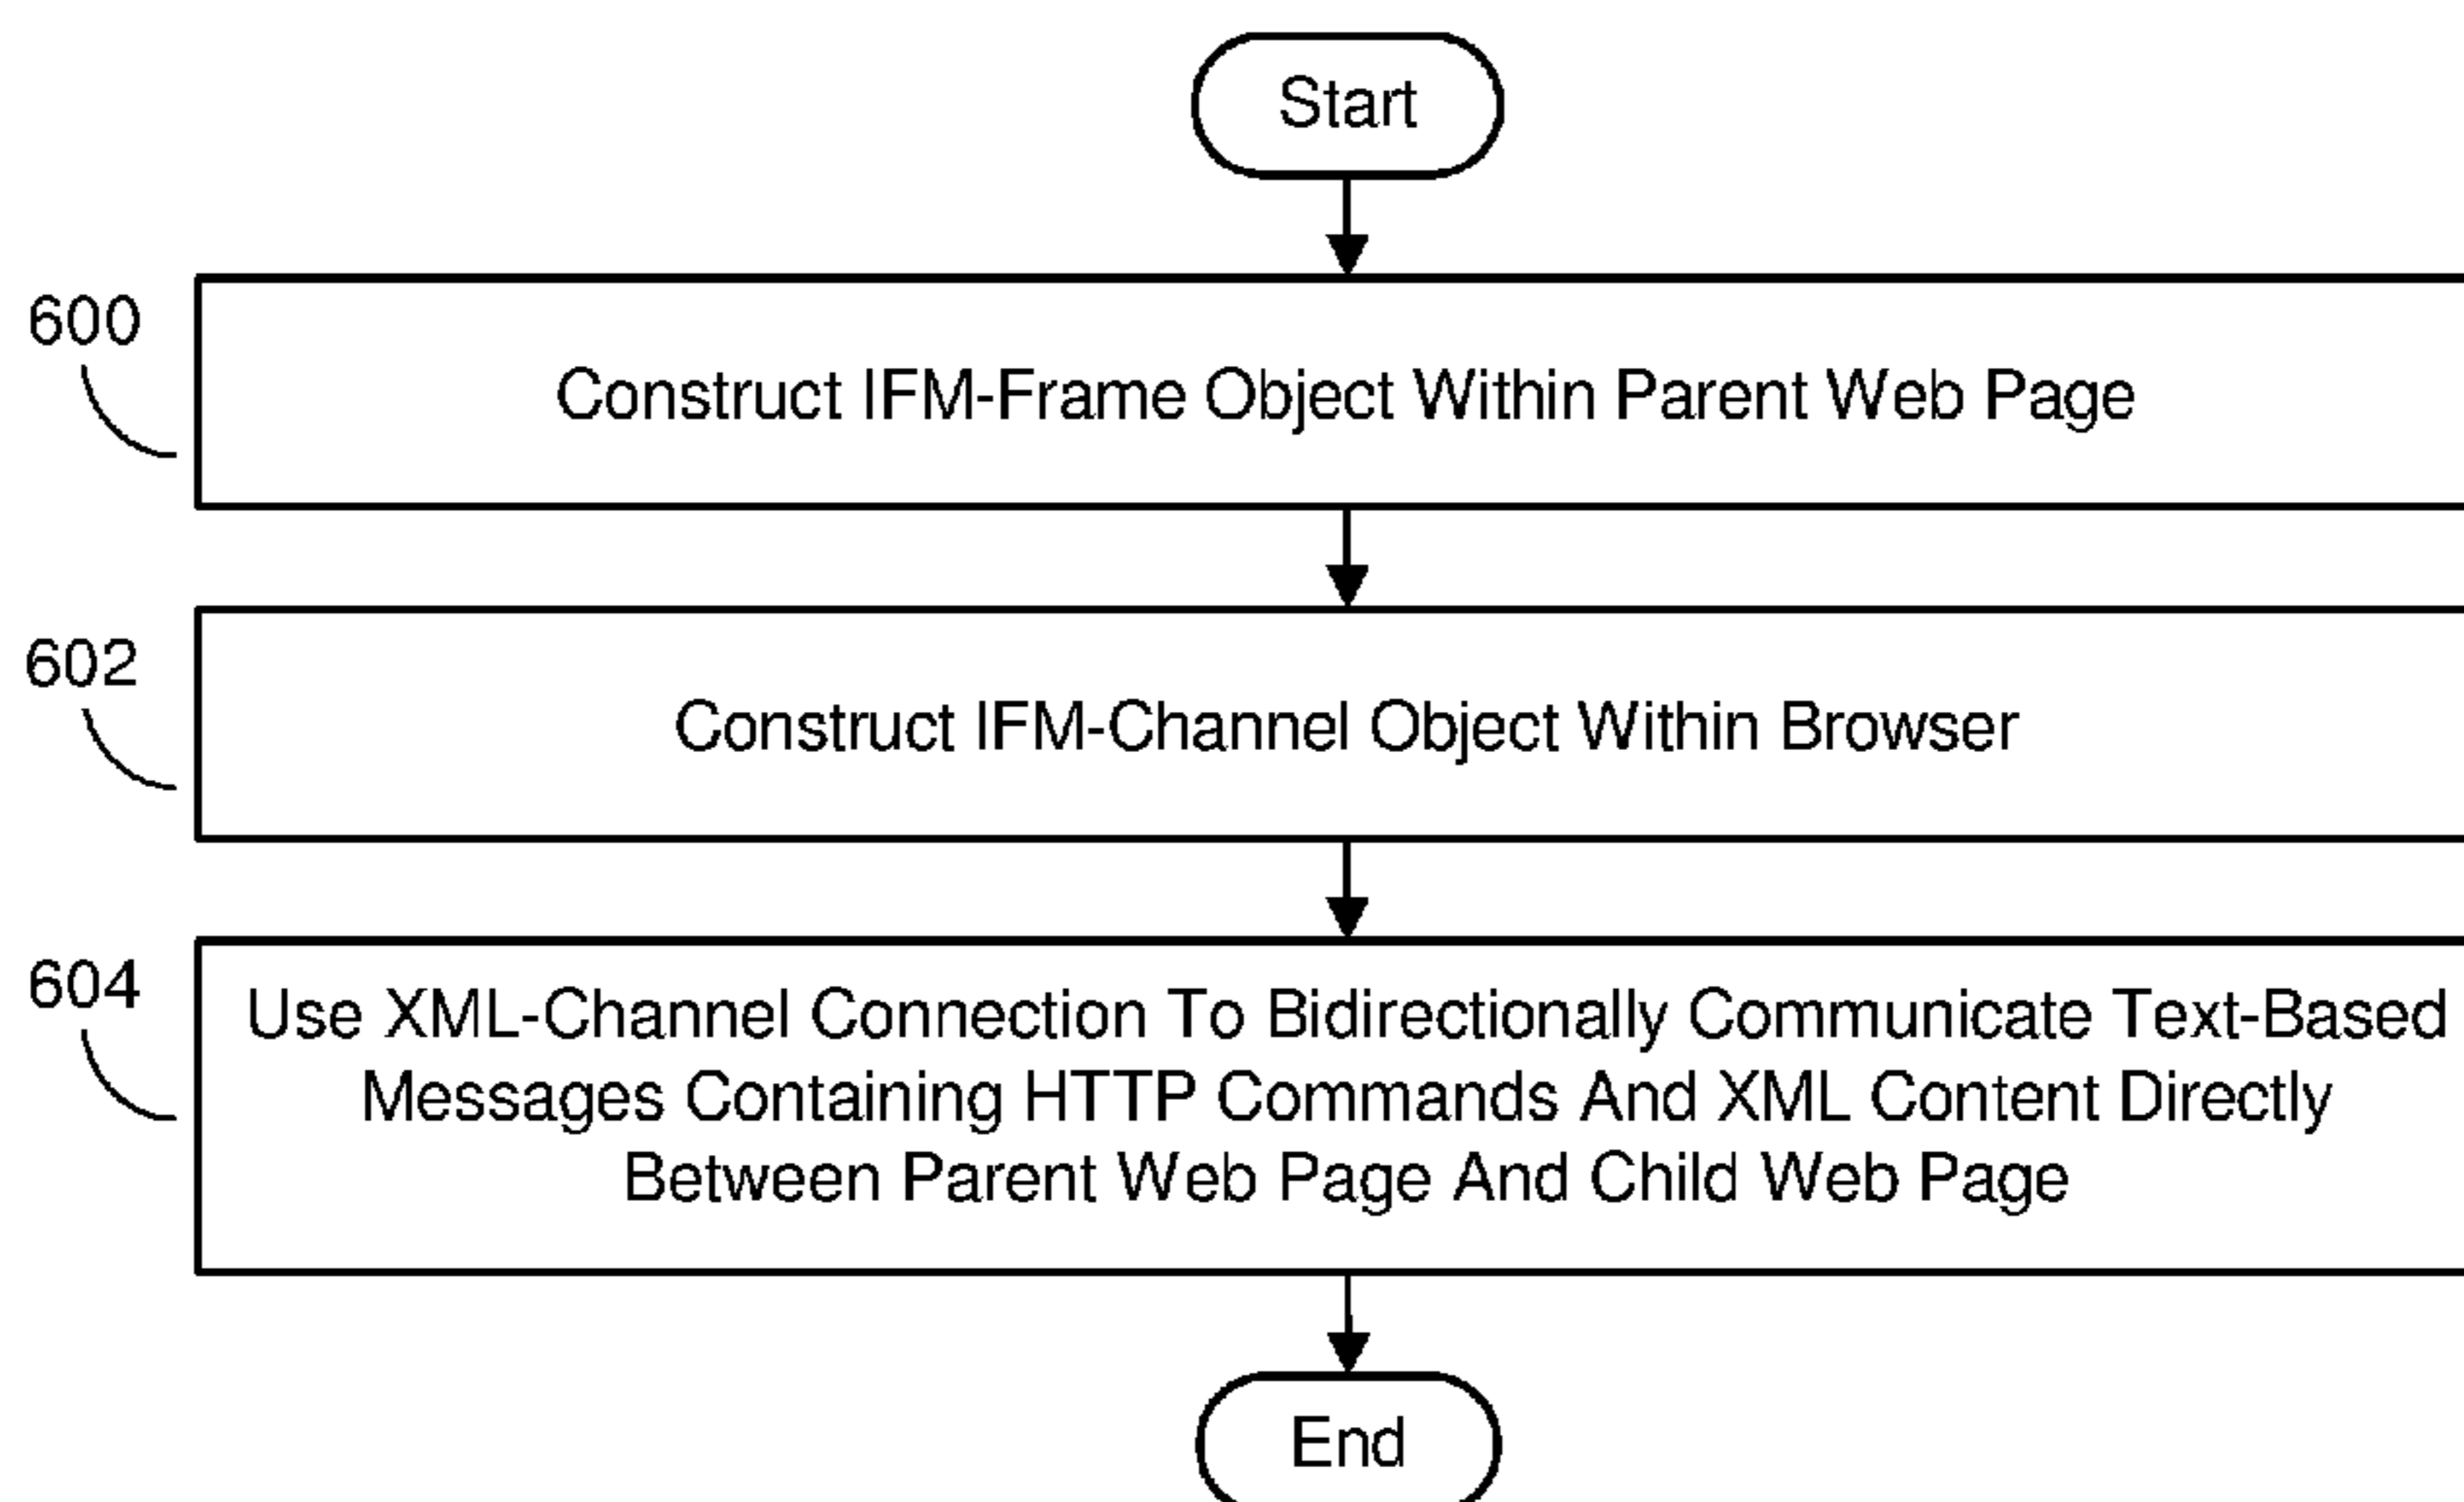 Start
600
Construct IFM-Frame Object Within Parent Web Page
602
Construct IFM-Channel Object Within Browser
604
Use XML-Channel Connection To Bidirectionally Communicate Text-Based
Messages Containing HTTP Commands And XML Content Directly
Between Parent Web Page And Child Web Page
End